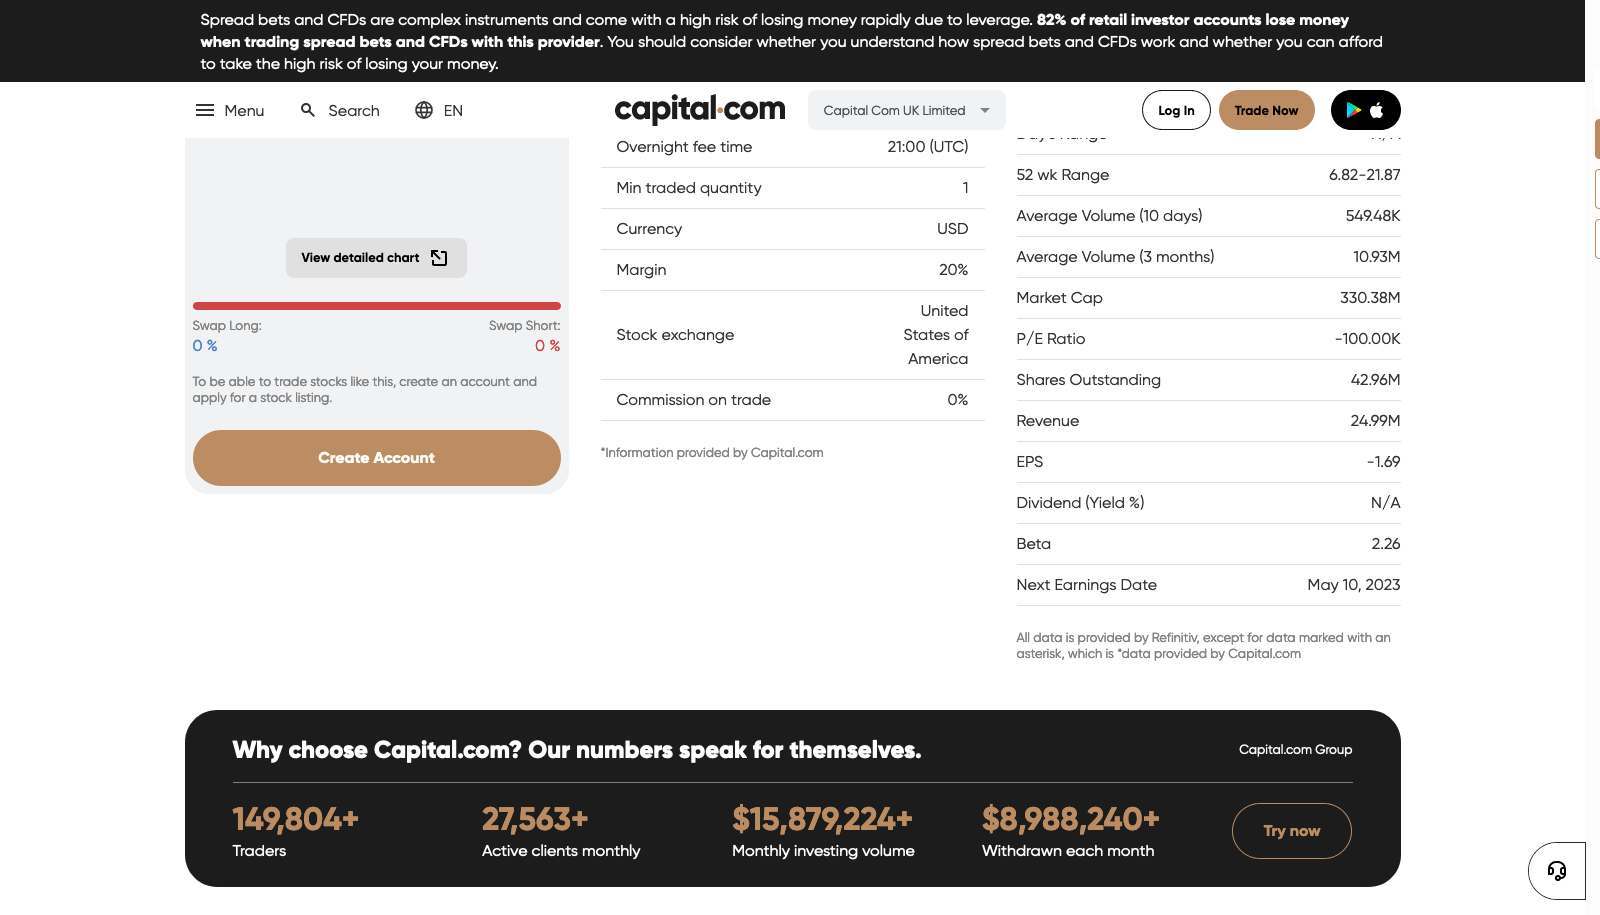 Spread bets and CFDs are complex instruments and come with a high risk of losing money rapidly due to leverage. 82% of retail investor accounts lose money
when trading spread bets and CFDs with this provider. You should consider whether you understand how spread bets and CFDs work and whether you can afford
to take the high risk of losing your money.
Menu Search EN capital.com Capital Com UK Limited Log In Trade Now
View detailed chart
Swap Long: Swap Short:
0 % 0 %
To be able to trade stocks like this, create an account and
apply for a stock listing.
Create Account
Overnight fee time 21:00 (UTC)
Min traded quantity 1
Currency USD
Margin 20%
Stock exchange United
States of
America
Commission on trade 0%
*Information provided by Capital.com
52 wk Range 6.82-21.87
Average Volume (10 days) 549.48K
Average Volume (3 months) 10.93M
Market Cap 330.38M
P/E Ratio -100.00K
Shares Outstanding 42.96M
Revenue 24.99M
EPS -1.69
Dividend (Yield %) N/A
Beta 2.26
Next Earnings Date May 10, 2023
All data is provided by Refinitiv, except for data marked with an
asterisk, which is *data provided by Capital.com
Why choose Capital.com? Our numbers speak for themselves. Capital.com Group
149,804+ 27,563+ $15,879,224+ $8,988,240+
Traders Active clients monthly Monthly investing volume Withdrawn each month
Try now